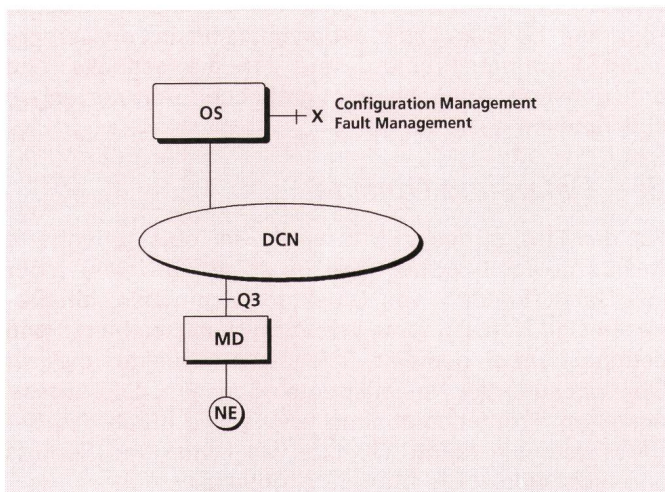 OS
X
Configuration Management
Fault Management
DCN
Q3
MD
NE